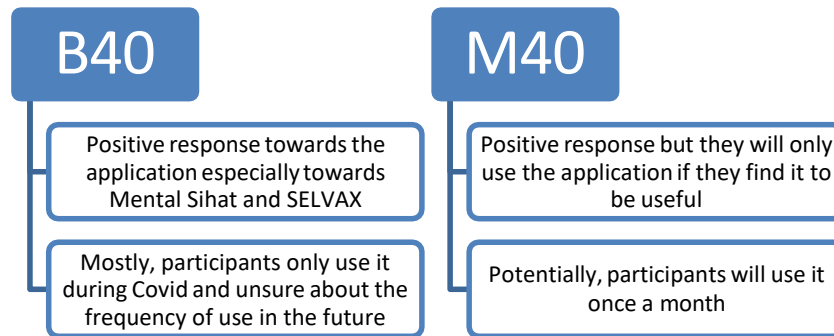 B40
Positive response towards the
application especially towards
Mental Sihat and SELVAX
Mostly, participants only use it
during Covid and unsure about the
frequency of use in the future
M40
Positive response but they will only
use the application if they find it to
be useful
Potentially, participants will use it
once a month